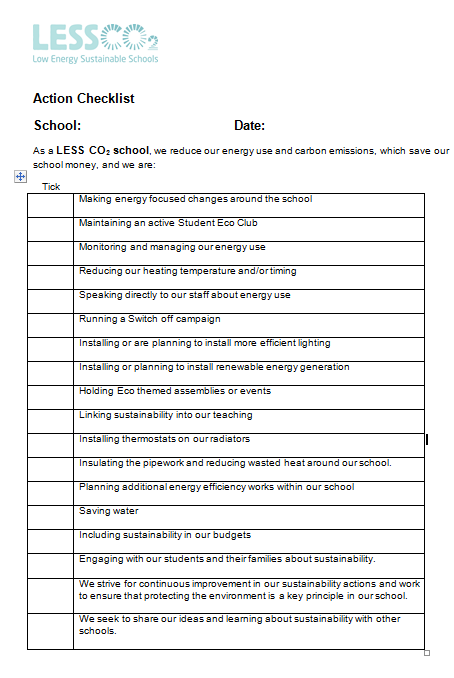 LESSCO2
Low Energy Sustainable Schools
Action Checklist
School: Date:
As a LESS CO₂ school, we reduce our energy use and carbon emissions, which save our
school money, and we are:
Tick
Making energy focused changes around the school
Maintaining an active Student Eco Club
Monitoring and managing our energy use
Reducing our heating temperature and/or timing
Speaking directly to our staff about energy use
Running a Switch off campaign
Installing or are planning to install more efficient lighting
Installing or planning to install renewable energy generation
Holding Eco themed assemblies or events
Linking sustainability into our teaching
Installing thermostats on our radiators
Insulating the pipework and reducing wasted heat around our school.
Planning additional energy efficiency works within our school
Saving water
Including sustainability in our budgets
Engaging with our students and their families about sustainability.
We strive for continuous improvement in our sustainability actions and work
to ensure that protecting the environment is a key principle in our school.
We seek to share our ideas and learning about sustainability with other
schools.